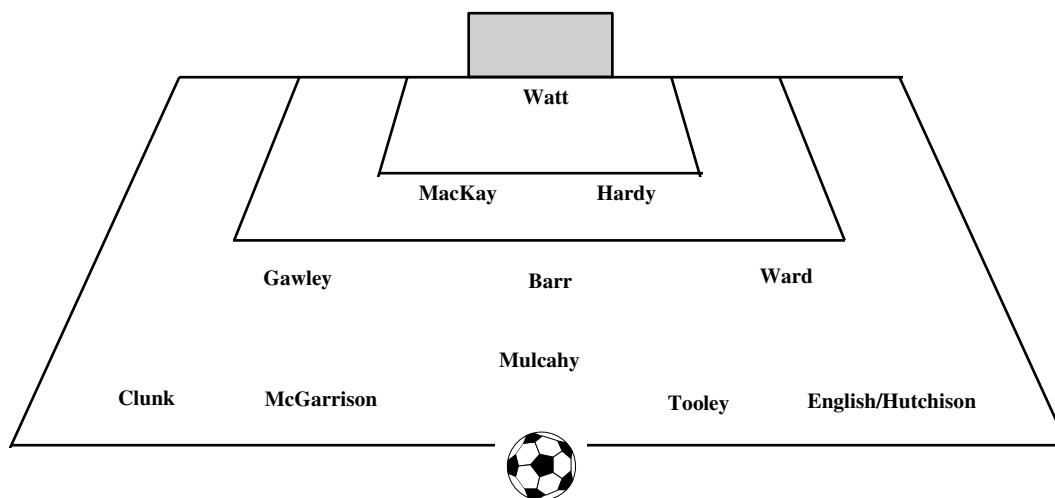 Watt
MacKay Hardy
Gawley Barr Ward
Mulcahy
Clunk McGarrison Tooley English/Hutchison